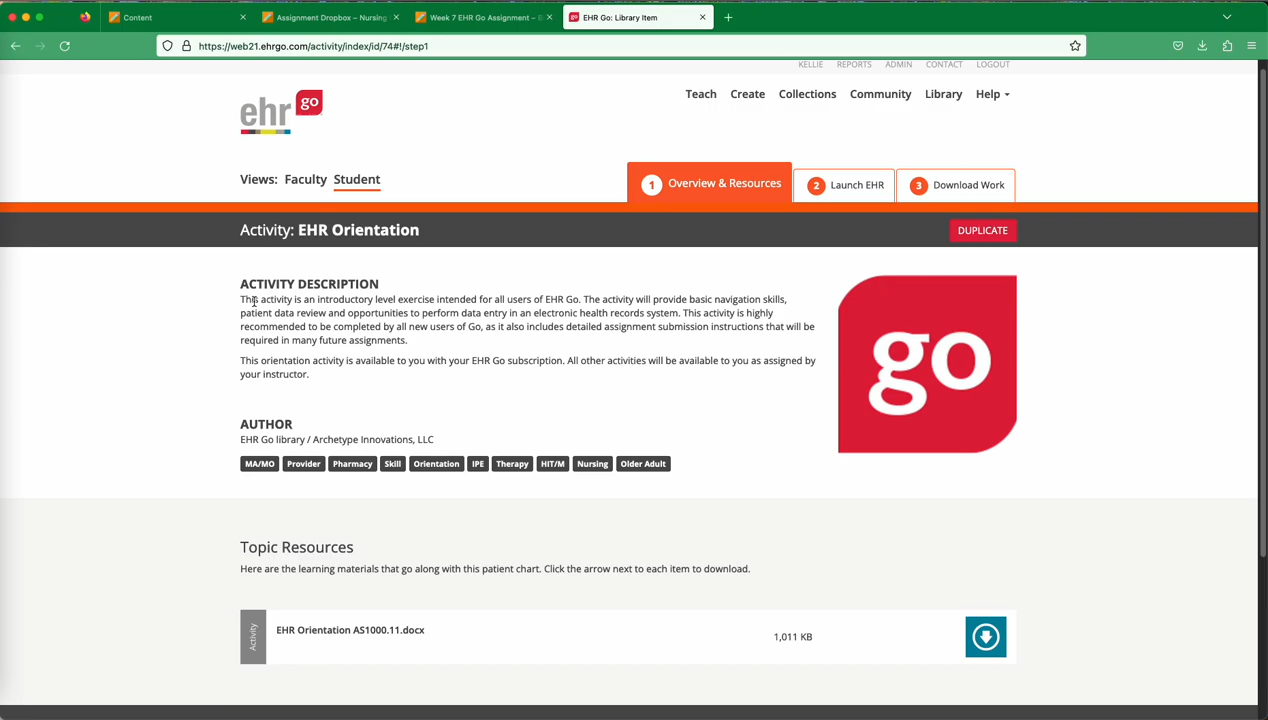 Content
Assignment Dropbox – Nursing
Week 7 EHR Go Assignment –
EHR Go: Library Item
https://web21.ehrgo.com/activity/index/id/74#!/step1
KELLIE REPORTS ADMIN CONTACT LOGOUT
ehr go
Teach Create Collections Community Library Help
Views: Faculty Student
1 Overview & Resources
2 Launch EHR
3 Download Work
Activity: EHR Orientation
DUPLICATE
ACTIVITY DESCRIPTION
The activity is an introductory level exercise intended for all users of EHR Go. The activity will provide basic navigation skills,
patient data review and opportunities to perform data entry in an electronic health records system. This activity is highly
recommended to be completed by all new users of Go, as it also includes detailed assignment submission instructions that will be
required in many future assignments.
This orientation activity is available to you with your EHR Go subscription. All other activities will be available to you as assigned by
your instructor.
go
AUTHOR
EHR Go library / Archetype Innovations, LLC
MA/MO Provider Pharmacy Skill Orientation IPE Therapy HIT/M Nursing Older Adult
Topic Resources
Here are the learning materials that go along with this patient chart. Click the arrow next to each item to download.
Activity
EHR Orientation AS1000.11.docx
1,011 KB